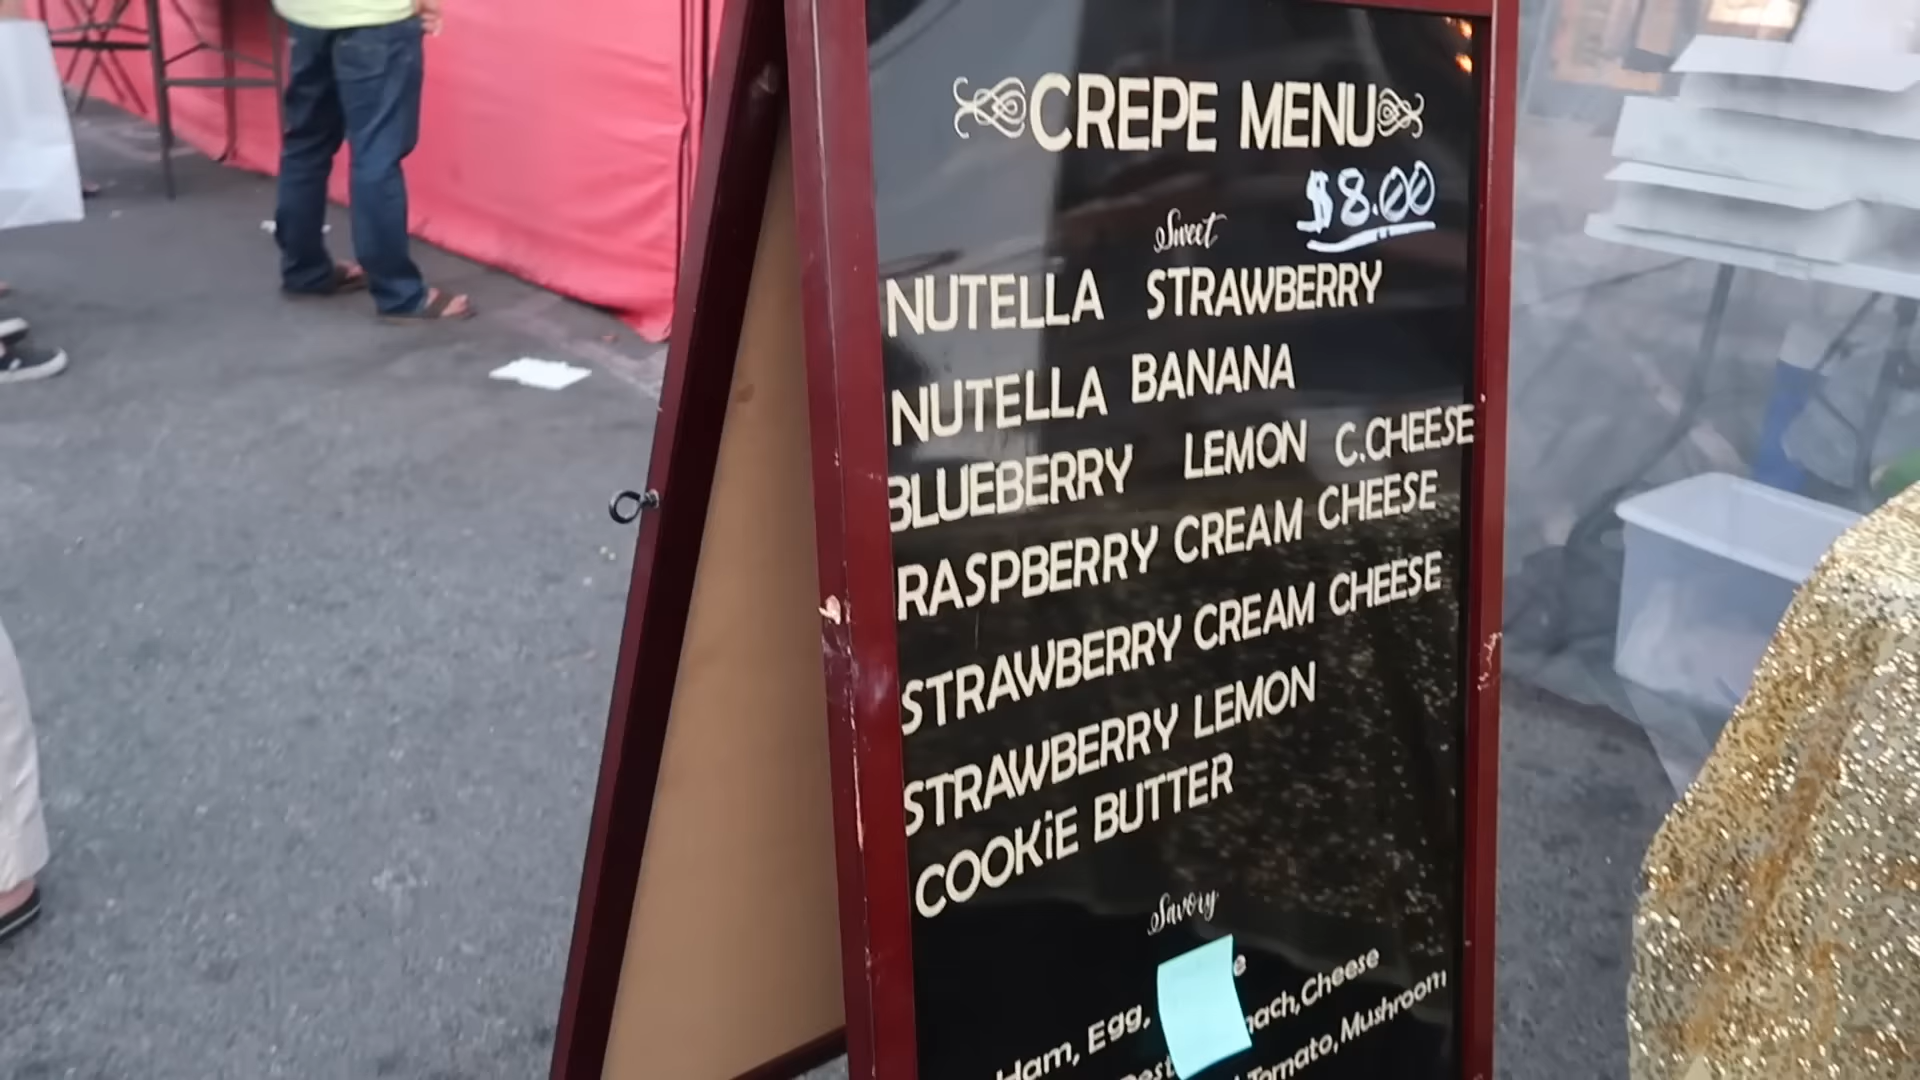 CREPE MENU
$8.00
Sweet
NUTELLA STRAWBERRY
NUTELLA BANANA
BLUEBERRY LEMON C.CHEESE
RASPBERRY CREAM CHEESE
STRAWBERRY CREAM CHEESE
STRAWBERRY LEMON
COOKiE BUTTER
Savory
Ham, Egg,
Cheese
Tomato, Mushroom